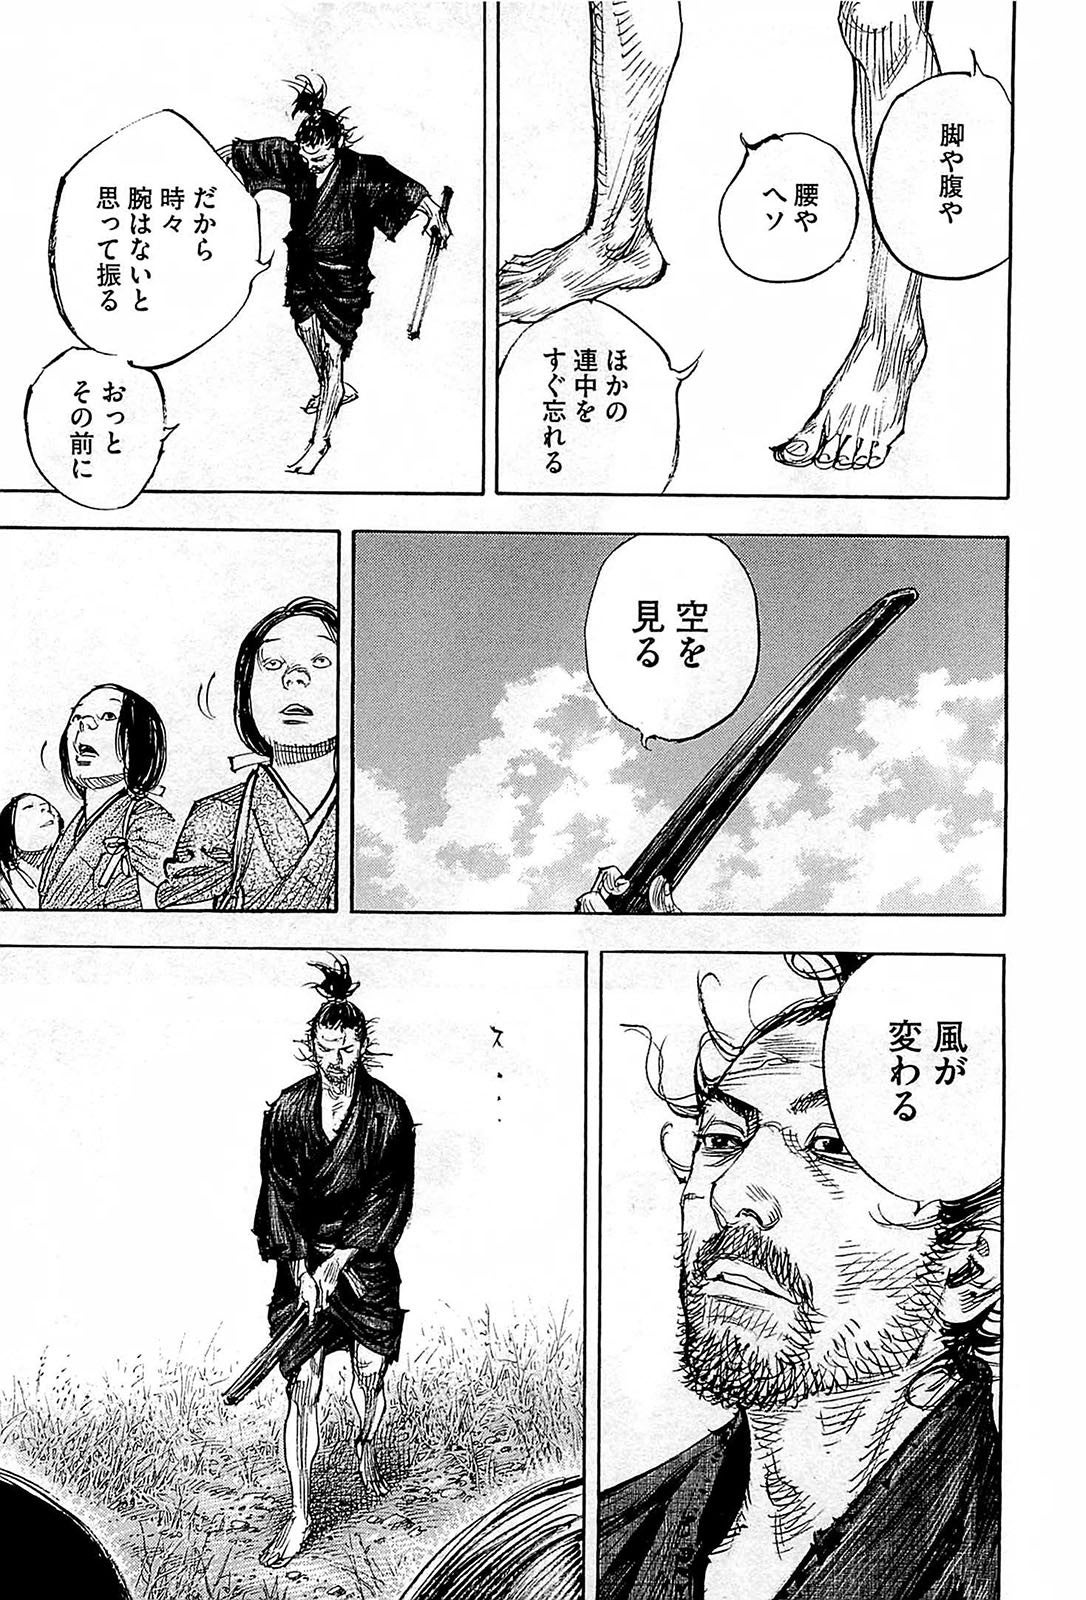 脚や腹や
腰や
ヘソ
ほかの
連中を
すぐ忘れる
だから
時々
腕はないと
思って振る
おっと
その前に
空を
見る
風が
変わる
ス・・・